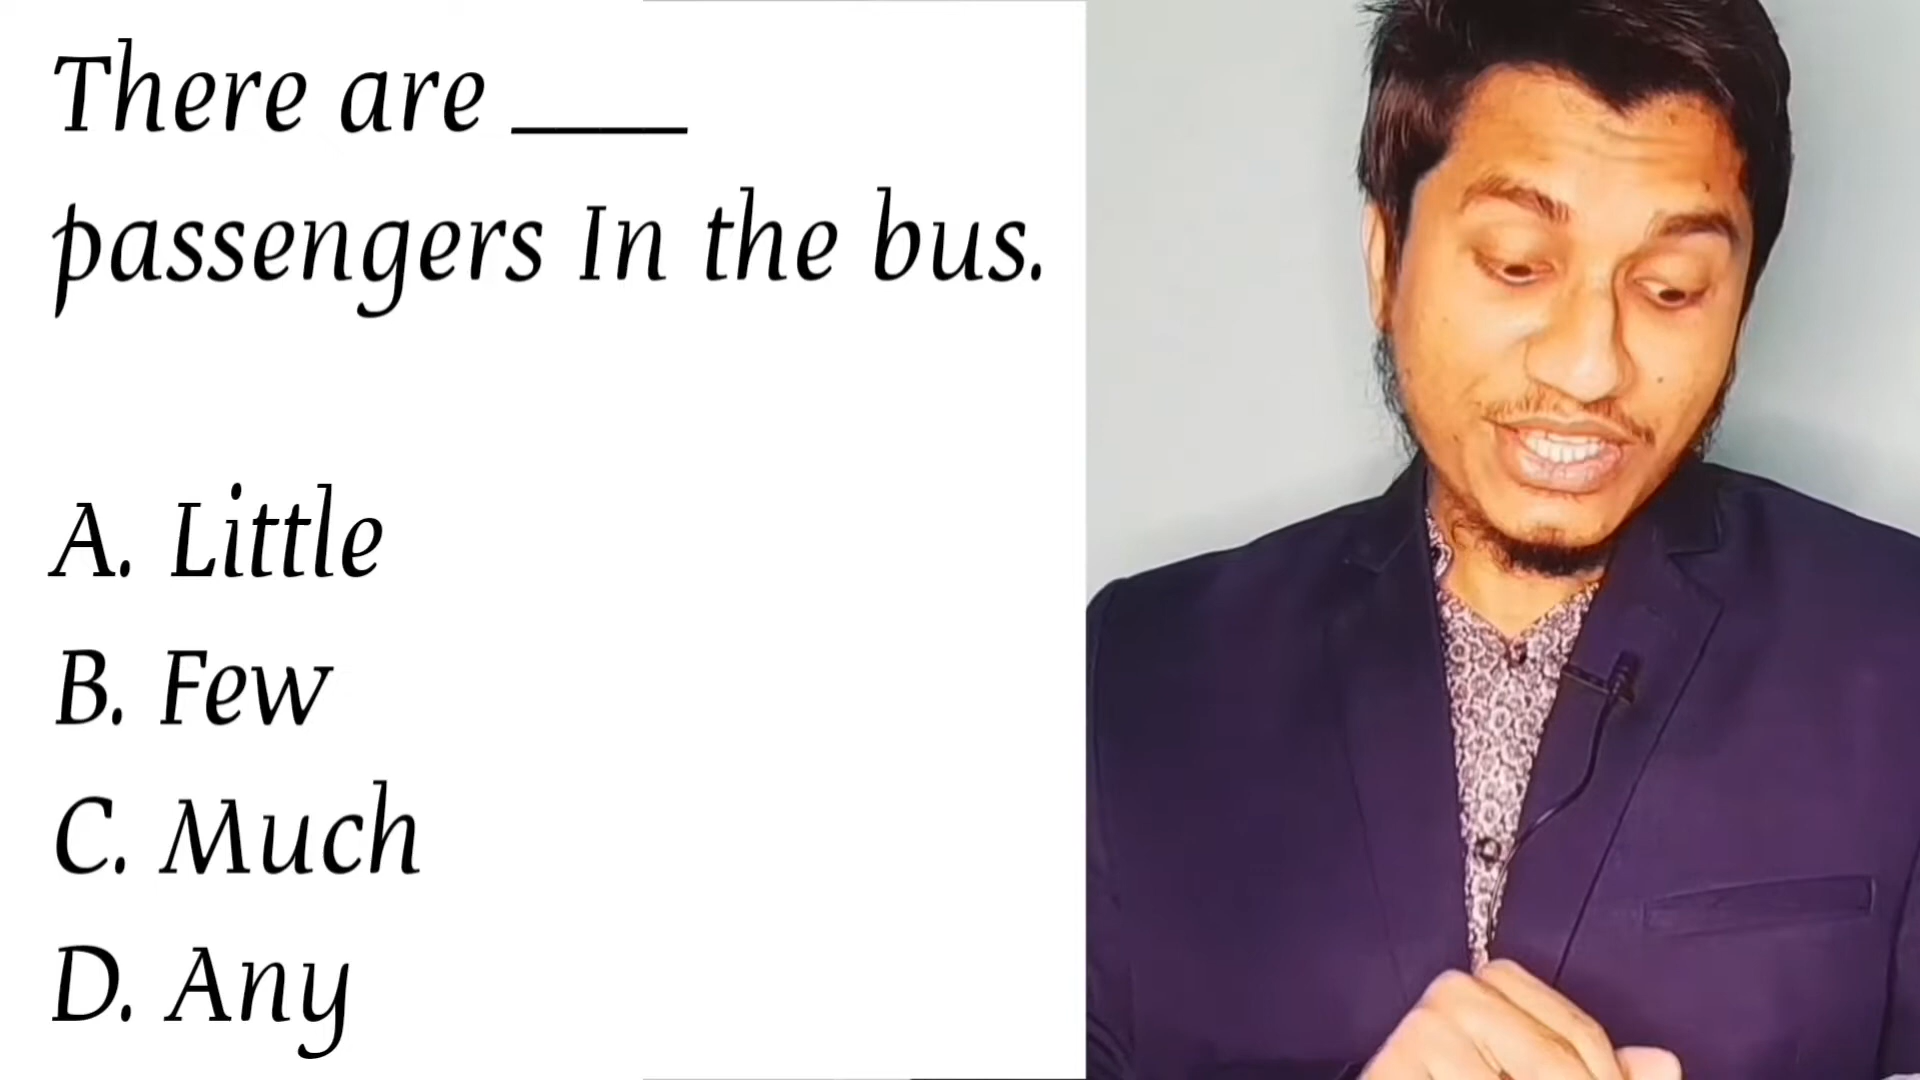 There are ____
passengers In the bus.
A. Little
B. Few
C. Much
D. Any